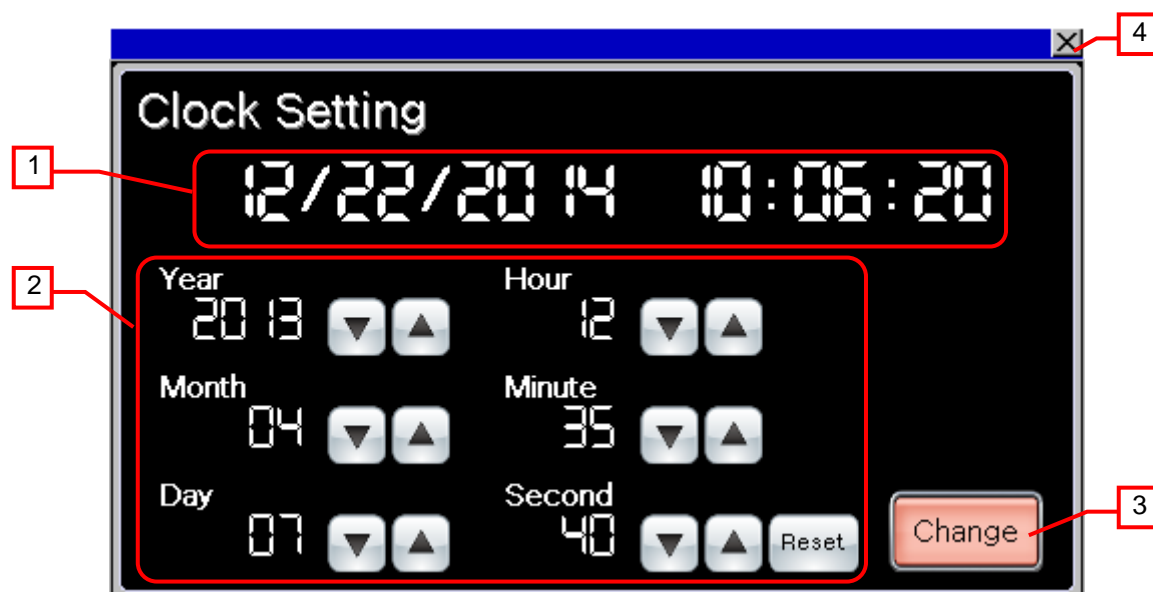 4
Clock Setting
1
12/22/2014 10:06:20
2
Year Hour
2013 12
Month Minute
04 35
Day Second
07 40 Reset
Change
3